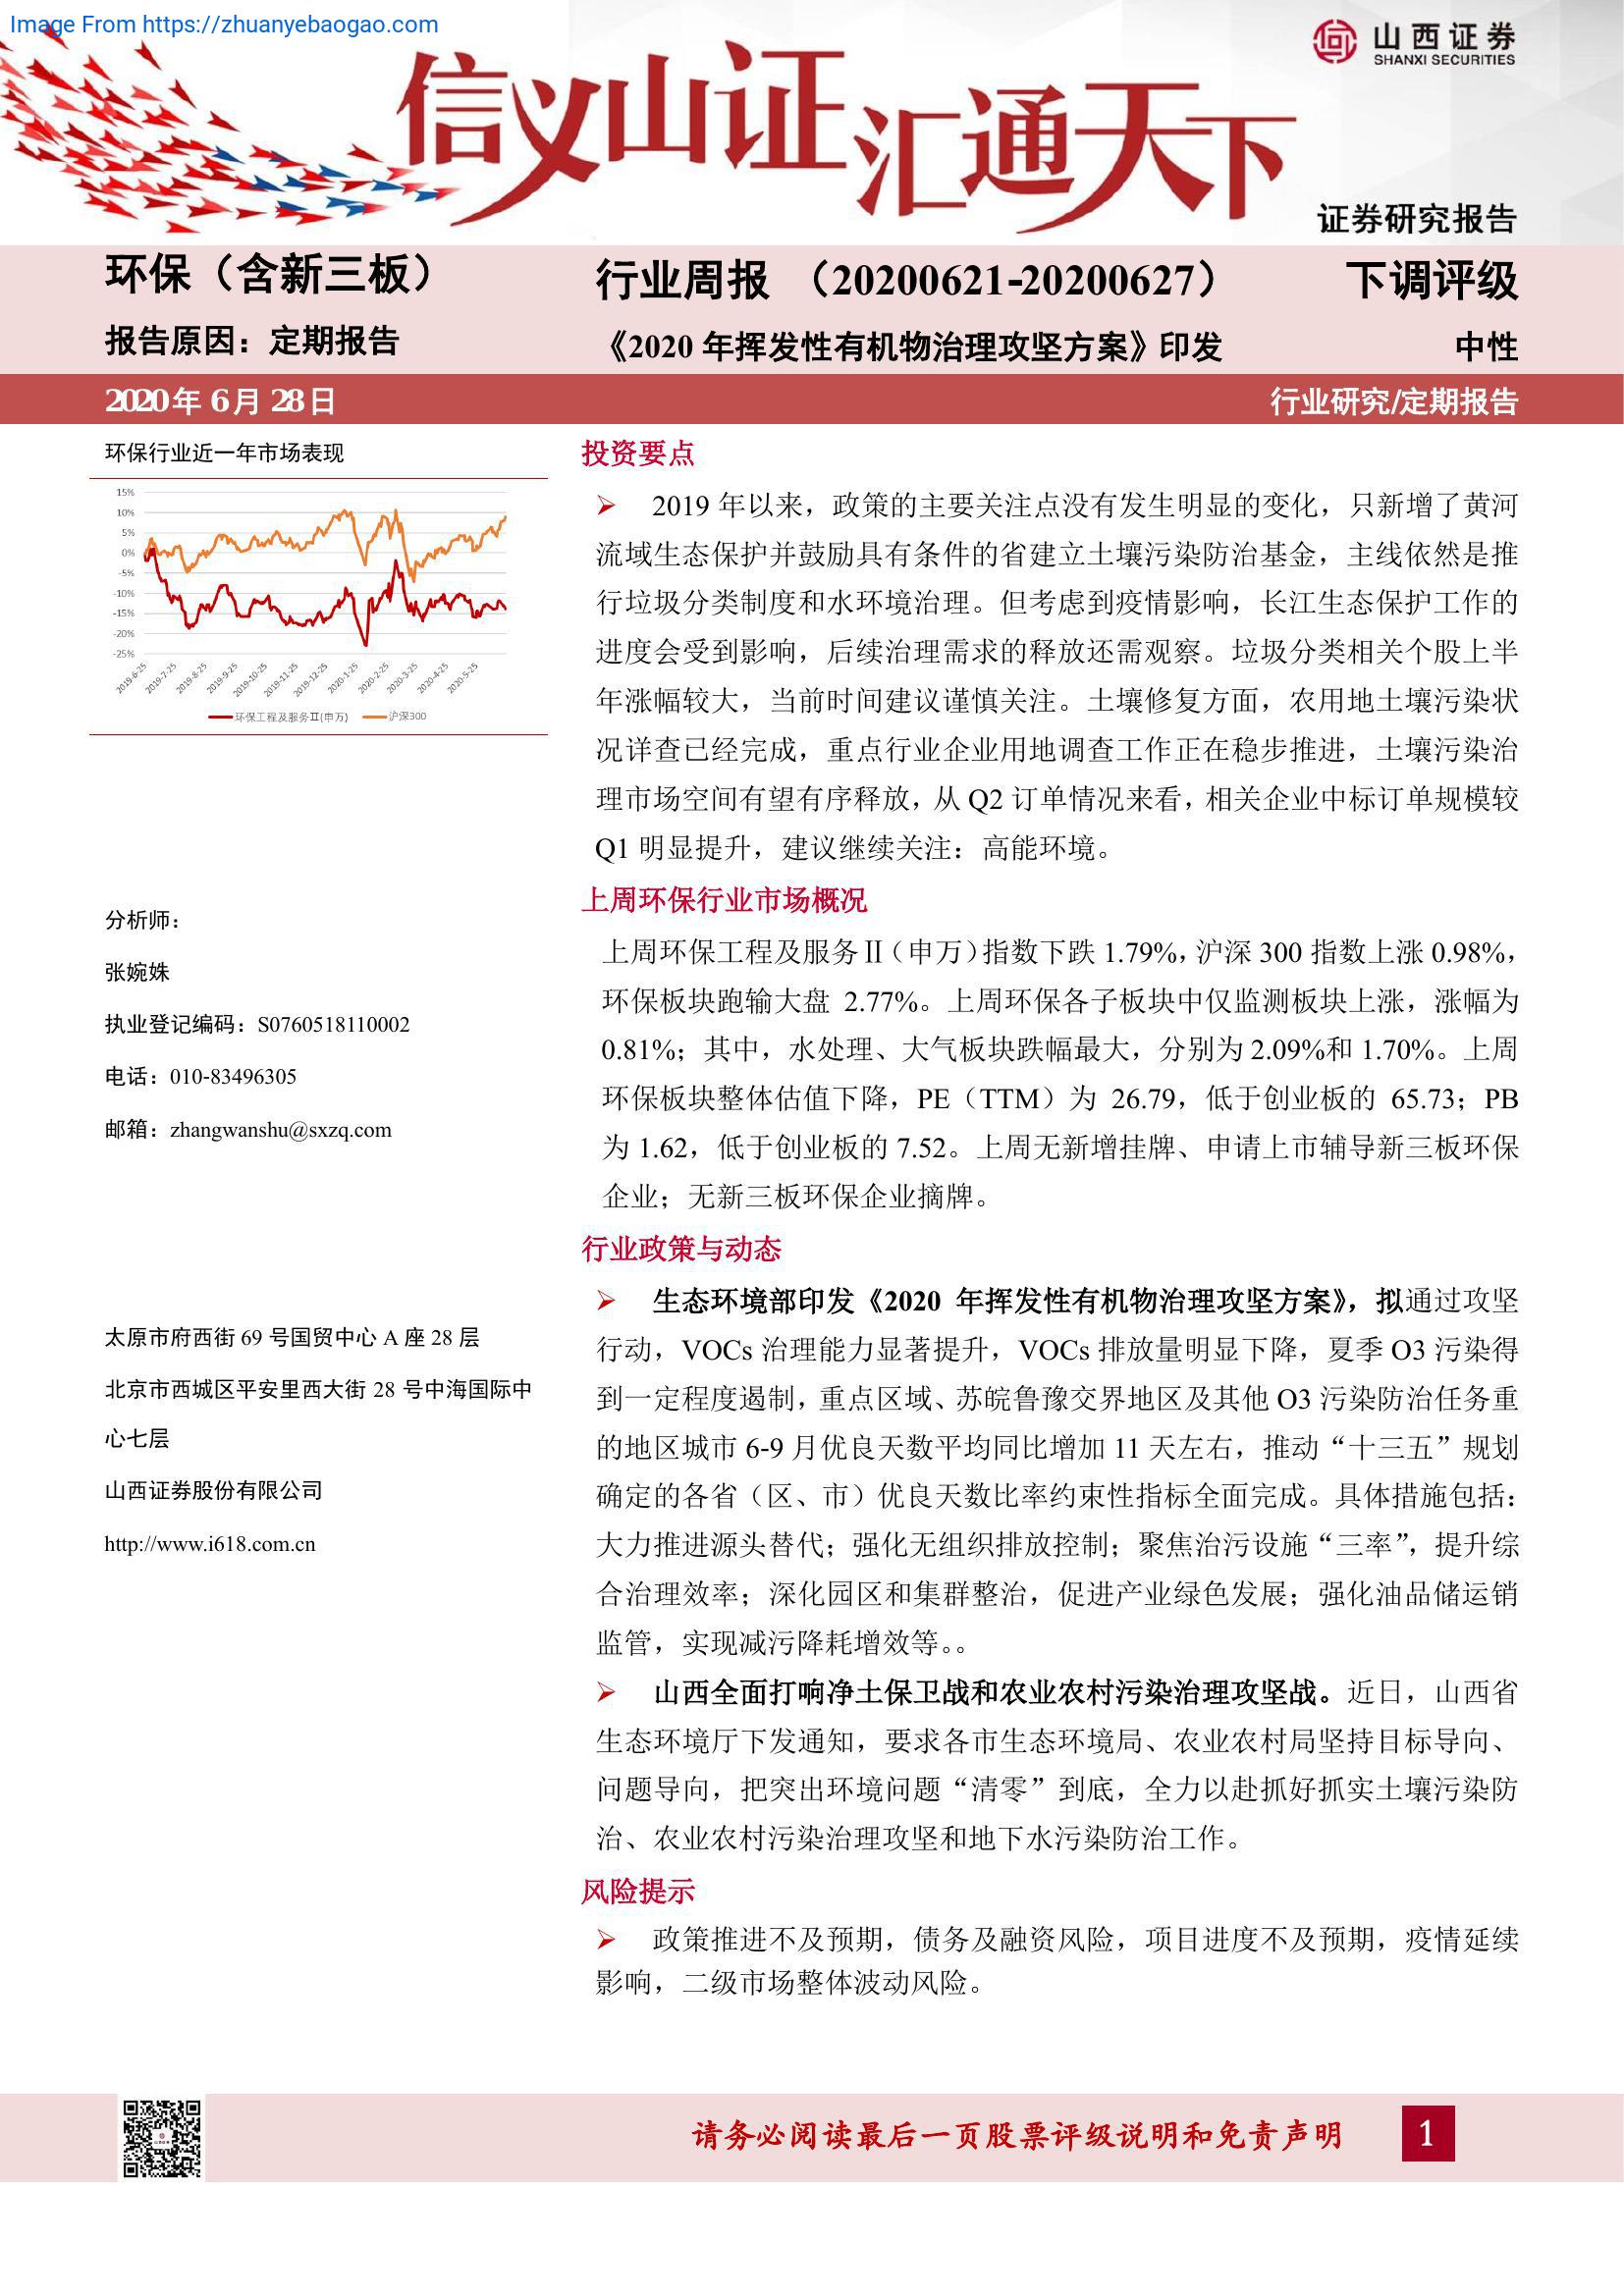 Image From https://zhuanyebaogao.com
山西证券
SHANXI SECURITIES
信义山证汇通天下
证券研究报告
环保（含新三板）
行业周报 （20200621-20200627）
下调评级
报告原因：定期报告
《2020 年挥发性有机物治理攻坚方案》印发
中性
2020年 6月 28日
行业研究/定期报告
环保行业近一年市场表现
15%
10%
5%
0%
-5%
-10%
-15%
-20%
-25%
2019-6-25
2019-7-25
2019-8-25
2019-9-25
2019-10-25
2019-11-25
2019-12-25
2020-1-25
2020-2-25
2020-3-25
2020-4-25
2020-5-25
环保工程及服务Ⅱ(申万)
沪深300
分析师：
张婉姝
执业登记编码：S0760518110002
电话：010-83496305
邮箱：zhangwanshu@sxzq.com
太原市府西街 69 号国贸中心 A 座 28 层
北京市西城区平安里西大街 28 号中海国际中
心七层
山西证券股份有限公司
http://www.i618.com.cn
投资要点
➢ 2019 年以来，政策的主要关注点没有发生明显的变化，只新增了黄河
流域生态保护并鼓励具有条件的省建立土壤污染防治基金，主线依然是推
行垃圾分类制度和水环境治理。但考虑到疫情影响，长江生态保护工作的
进度会受到影响，后续治理需求的释放还需观察。垃圾分类相关个股上半
年涨幅较大，当前时间建议谨慎关注。土壤修复方面，农用地土壤污染状
况详查已经完成，重点行业企业用地调查工作正在稳步推进，土壤污染治
理市场空间有望有序释放，从 Q2 订单情况来看，相关企业中标订单规模较
Q1 明显提升，建议继续关注：高能环境。
上周环保行业市场概况
上周环保工程及服务Ⅱ（申万）指数下跌 1.79%，沪深 300 指数上涨 0.98%，
环保板块跑输大盘 2.77%。上周环保各子板块中仅监测板块上涨，涨幅为
0.81%；其中，水处理、大气板块跌幅最大，分别为 2.09%和 1.70%。上周
环保板块整体估值下降，PE（TTM）为 26.79，低于创业板的 65.73；PB
为 1.62，低于创业板的 7.52。上周无新增挂牌、申请上市辅导新三板环保
企业；无新三板环保企业摘牌。
行业政策与动态
➢ 生态环境部印发《2020 年挥发性有机物治理攻坚方案》，拟通过攻坚
行动，VOCs 治理能力显著提升，VOCs 排放量明显下降，夏季 O3 污染得
到一定程度遏制，重点区域、苏皖鲁豫交界地区及其他 O3 污染防治任务重
的地区城市 6-9 月优良天数平均同比增加 11 天左右，推动“十三五”规划
确定的各省（区、市）优良天数比率约束性指标全面完成。具体措施包括：
大力推进源头替代；强化无组织排放控制；聚焦治污设施“三率”，提升综
合治理效率；深化园区和集群整治，促进产业绿色发展；强化油品储运销
监管，实现减污降耗增效等。。
➢ 山西全面打响净土保卫战和农业农村污染治理攻坚战。近日，山西省
生态环境厅下发通知，要求各市生态环境局、农业农村局坚持目标导向、
问题导向，把突出环境问题“清零”到底，全力以赴抓好抓实土壤污染防
治、农业农村污染治理攻坚和地下水污染防治工作。
风险提示
➢ 政策推进不及预期，债务及融资风险，项目进度不及预期，疫情延续
影响，二级市场整体波动风险。
请务必阅读最后一页股票评级说明和免责声明
1